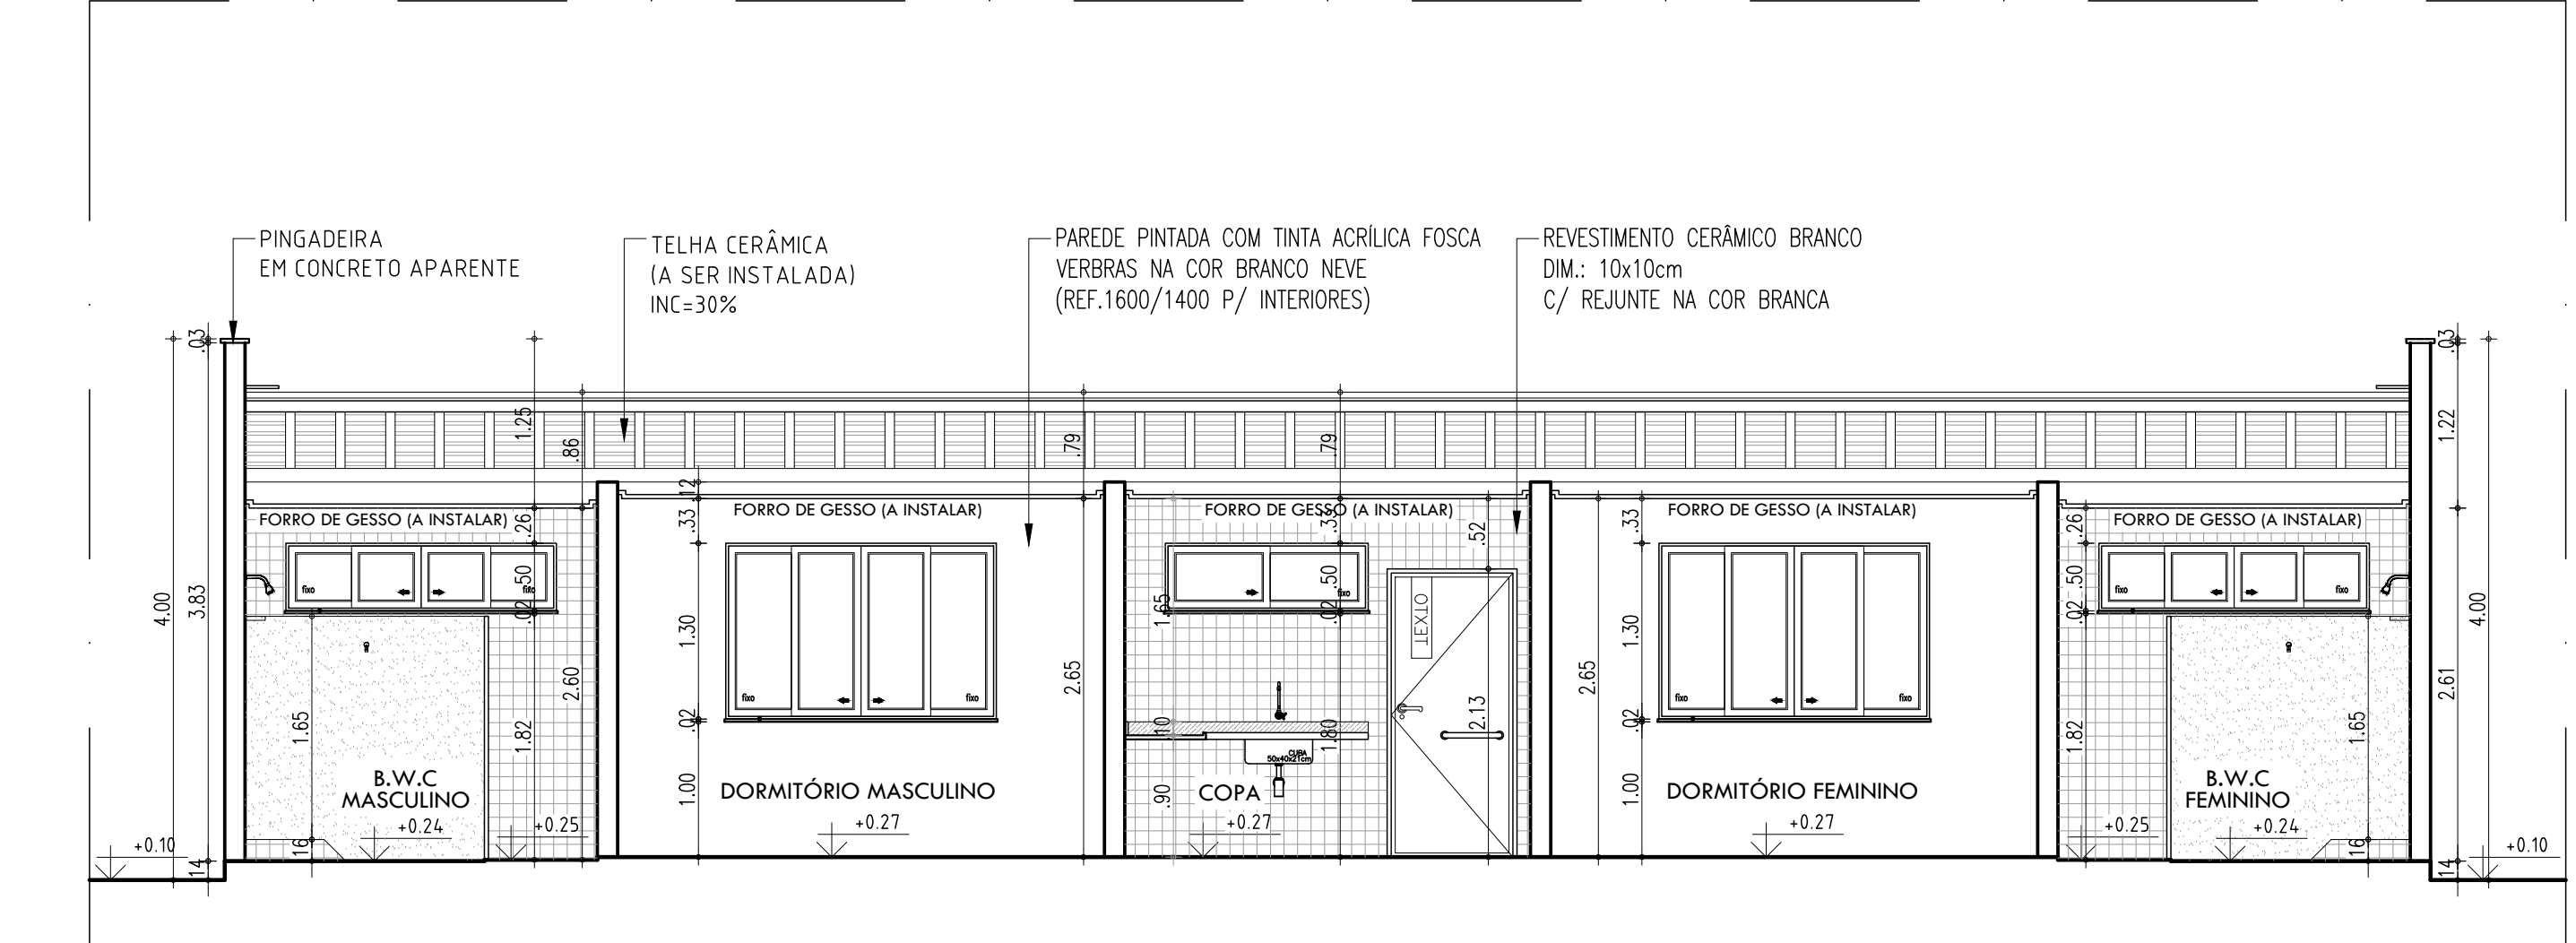 PINGADEIRA
EM CONCRETO APARENTE
TELHA CERÂMICA
(A SER INSTALADA)
INC=30%
PAREDE PINTADA COM TINTA ACRÍLICA FOSCA
VERBRAS NA COR BRANCO NEVE
(REF.1600/1400 P/ INTERIORES)
REVESTIMENTO CERÂMICO BRANCO
DIM.: 10x10cm
C/ REJUNTE NA COR BRANCA
.03
4.00
3.83
14
+0.10
1.25
.86
.79
.79
1.22
.03
4.00
2.61
14
+0.10
FORRO DE GESSO (A INSTALAR)
.26
fixo
fixo
.50
.02
2.60
1.65
1.82
16
B.W.C
MASCULINO
+0.24
+0.25
.12
.33
FORRO DE GESSO (A INSTALAR)
1.30
fixo
fixo
.02
1.00
2.65
DORMITÓRIO MASCULINO
+0.27
FORRO DE GESSO (A INSTALAR)
.33
.52
.50
fixo
.02
1.65
TEXTO
10
1.80
2.13
CUBA
50x40x21cm
.90
COPA
+0.27
FORRO DE GESSO (A INSTALAR)
.33
1.30
fixo
fixo
.02
2.65
1.00
DORMITÓRIO FEMININO
+0.27
FORRO DE GESSO (A INSTALAR)
.26
.50
fixo
fixo
.02
1.82
1.65
16
B.W.C
FEMININO
+0.25
+0.24